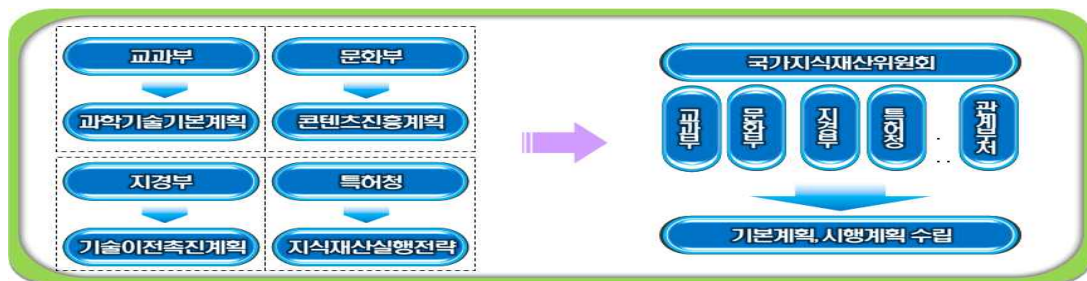 교과부
문화부
과학기술기본계획
콘텐츠진흥계획
지경부
특허청
기술이전촉진계획
지식재산실행전략
국가지식재산위원회
교과부
문화부
지경부
특허청
. .
관계부처
기본계획,시행계획 수립